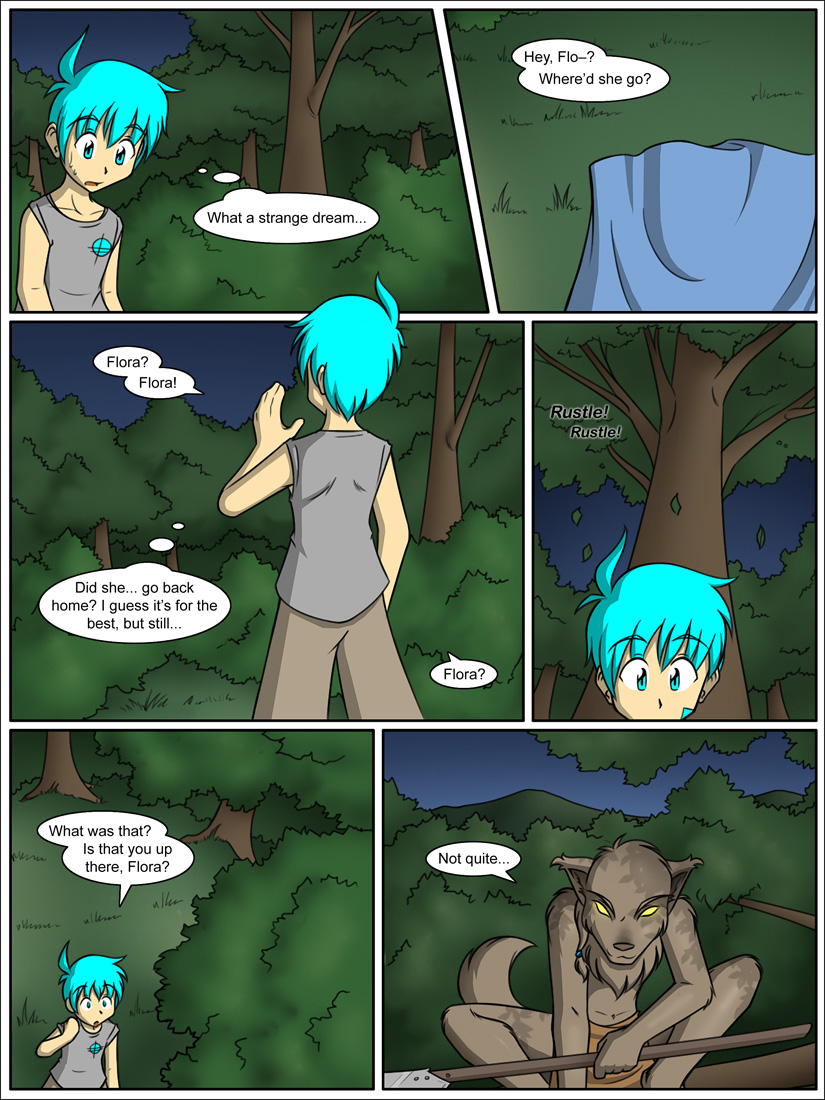 What a strange dream...
Hey, Flo–?
Where'd she go?
Flora?
Flora!
Did she... go back
home? I guess it's for the
best, but still...
Flora?
Rustle!
Rustle!
What was that?
Is that you up
there, Flora?
Not quite...